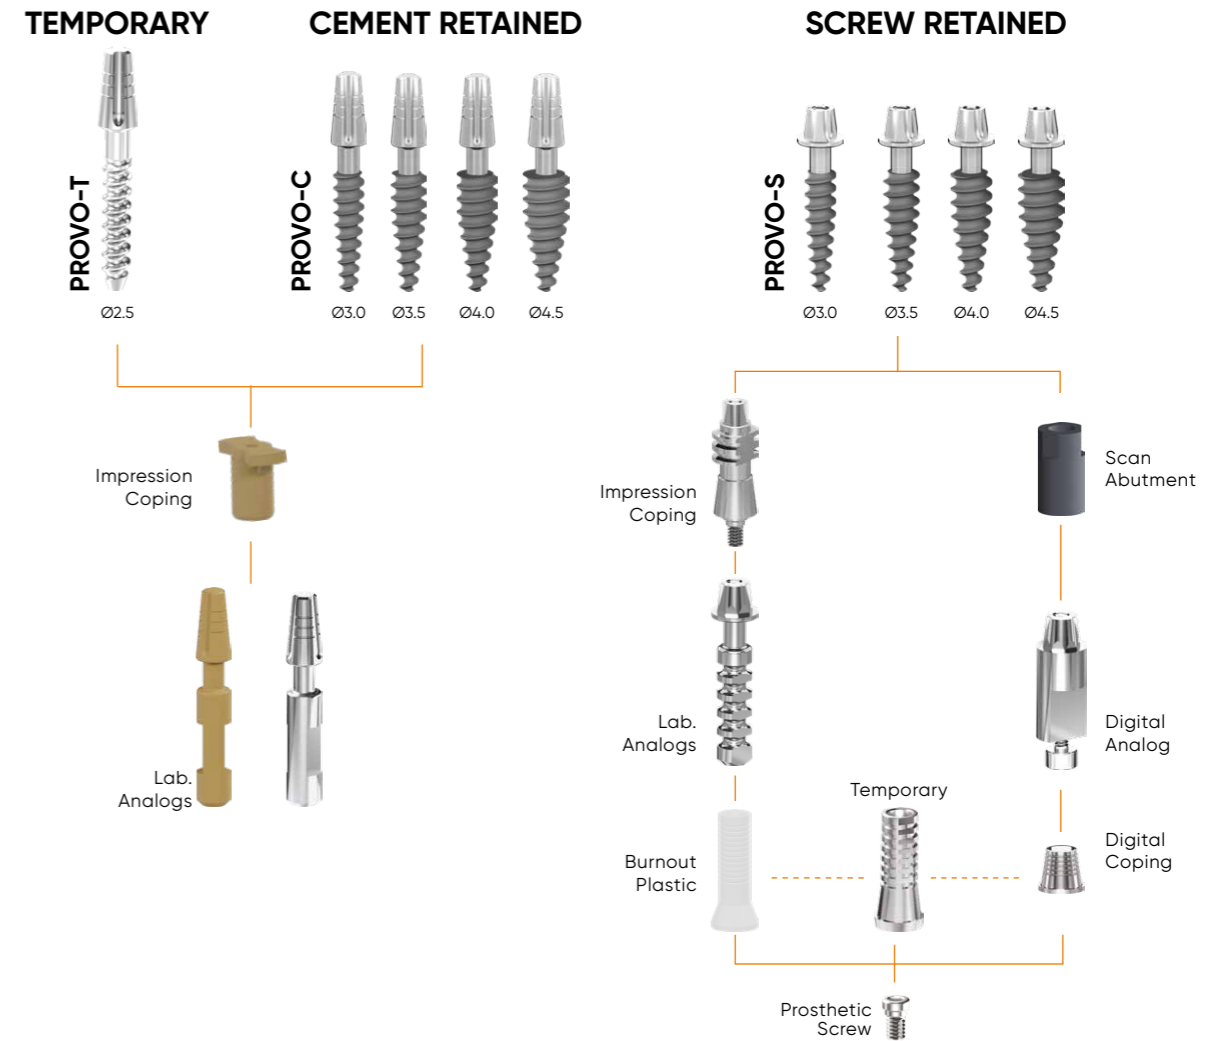 TEMPORARY
CEMENT RETAINED
SCREW RETAINED
PROVO-T
PROVO-C
PROVO-S
Ø2.5
Ø3.0
Ø3.5
Ø4.0
Ø4.5
Ø3.0
Ø3.5
Ø4.0
Ø4.5
Impression
Coping
Lab.
Analogs
Impression
Coping
Scan
Abutment
Lab.
Analogs
Digital
Analog
Temporary
Burnout
Plastic
Digital
Coping
Prosthetic
Screw